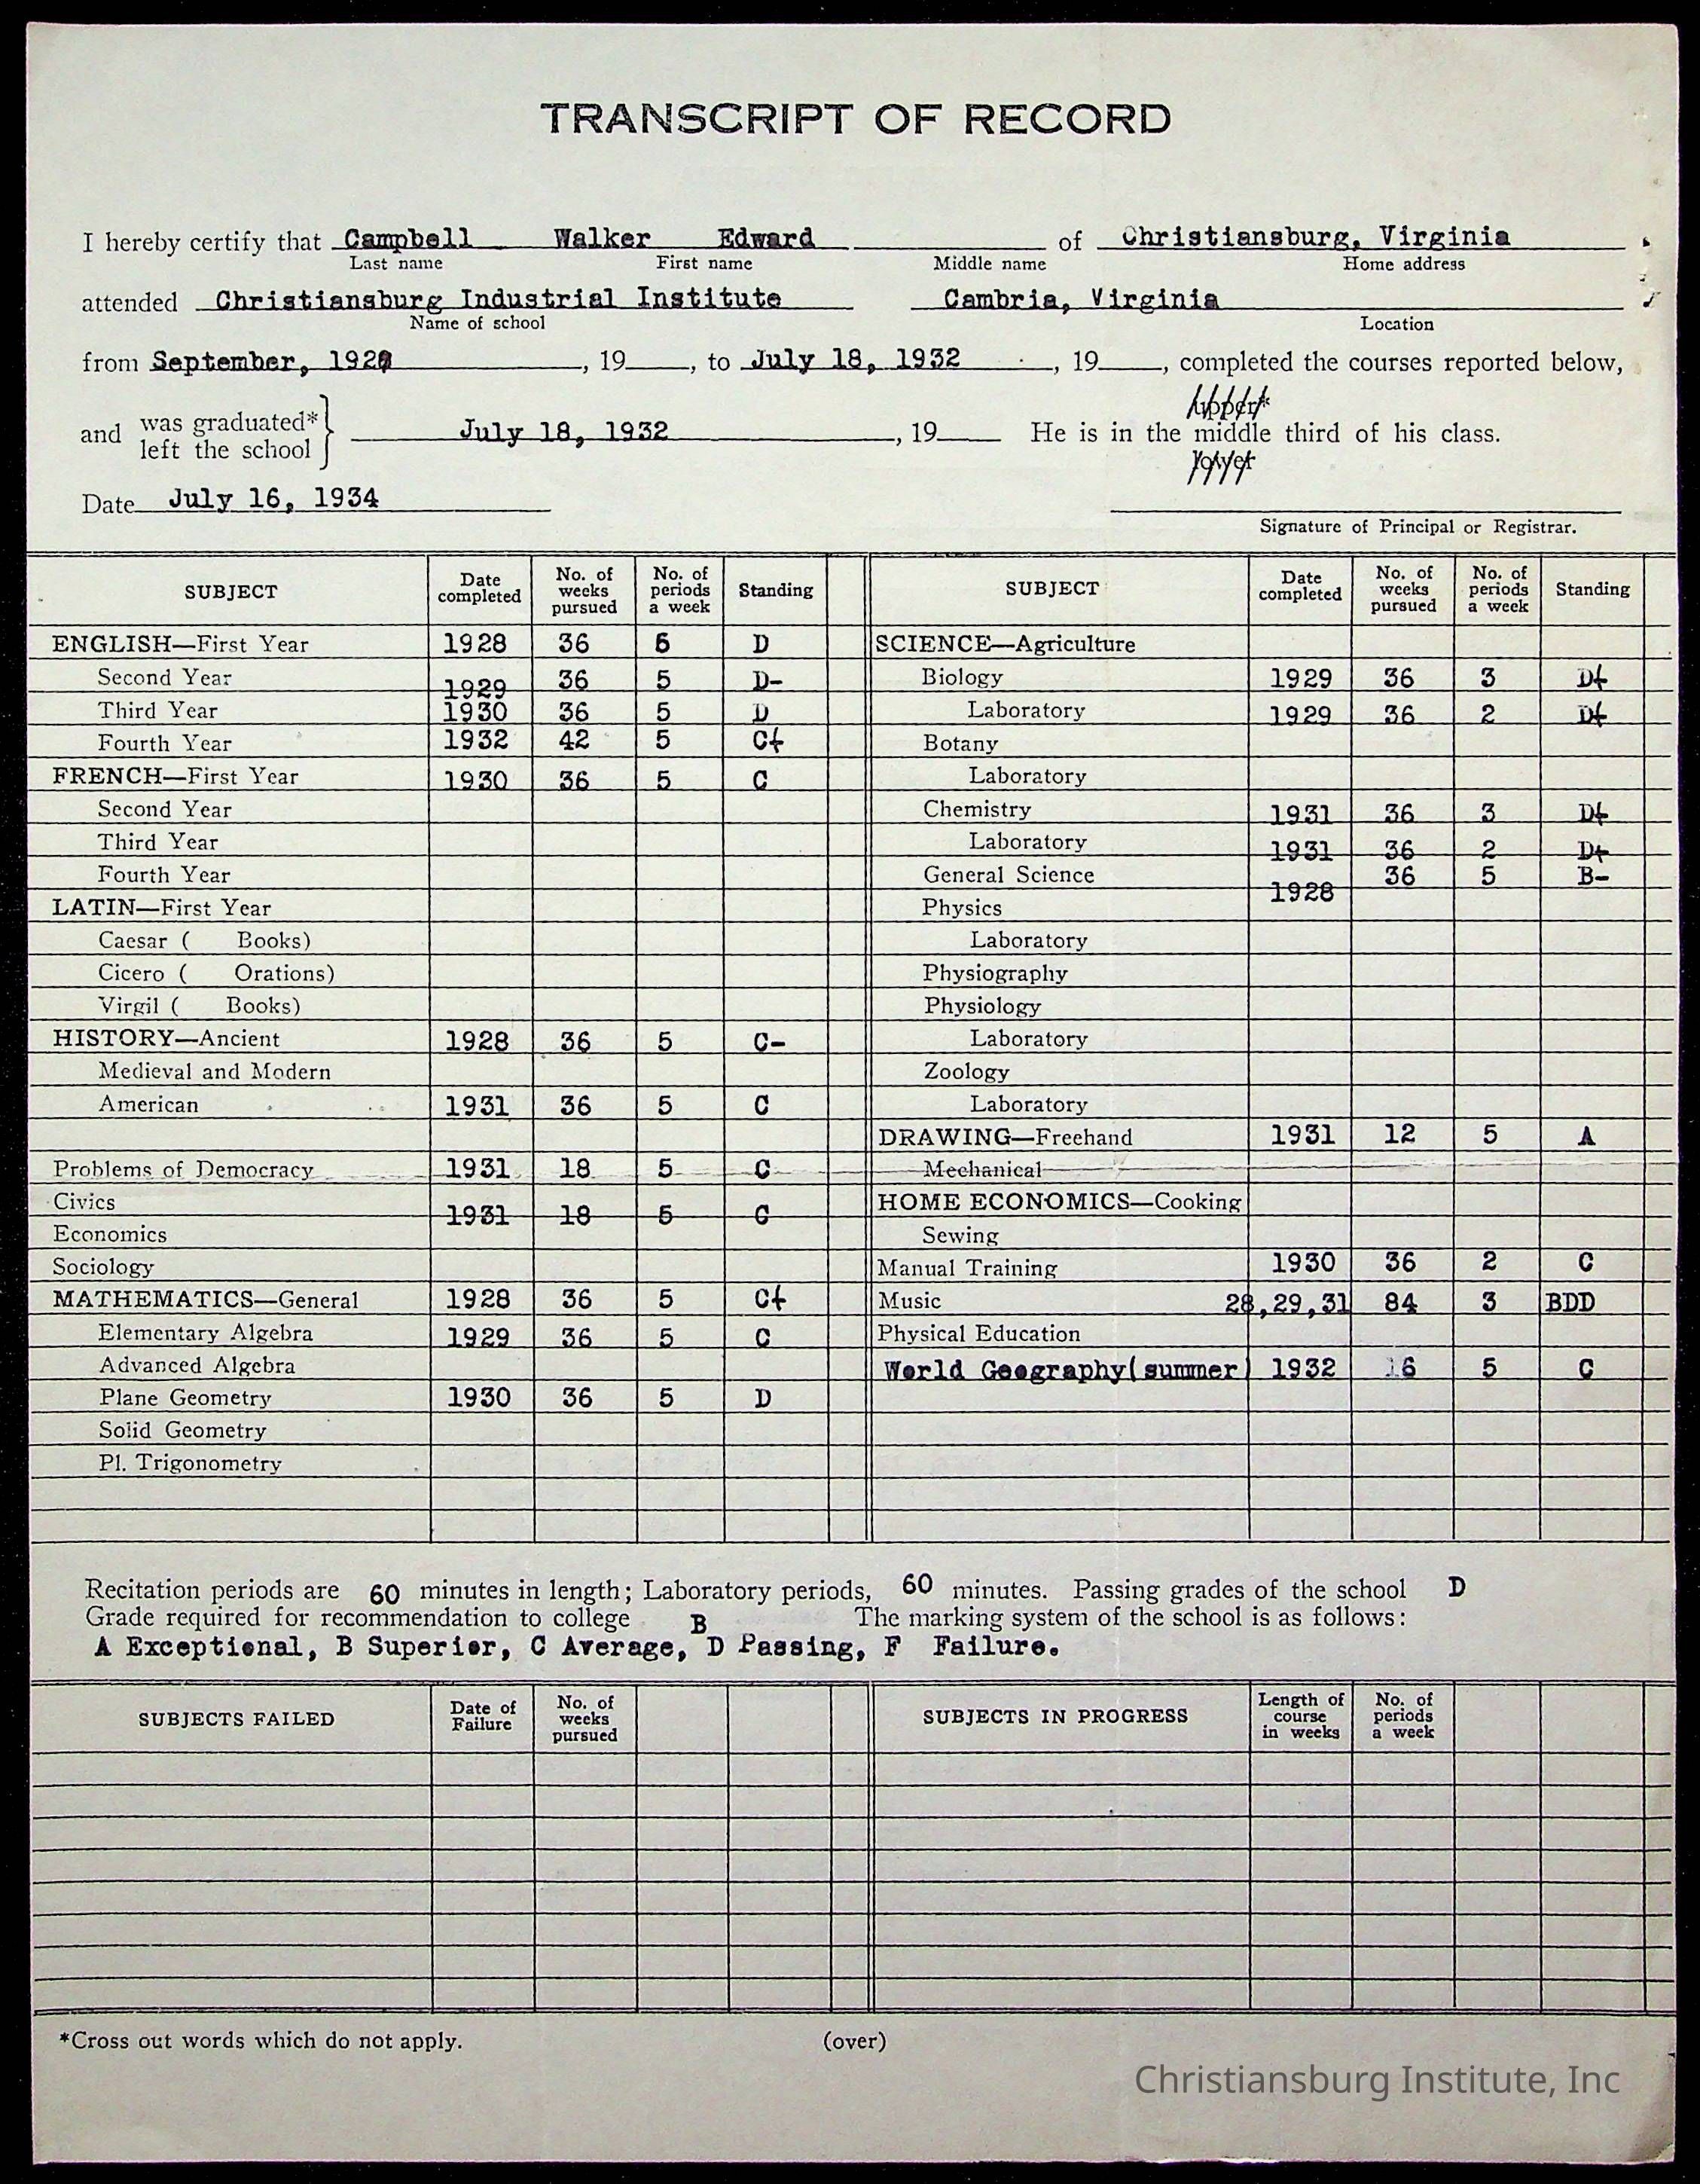 TRANSCRIPT OF RECORD
I hereby certify that Campbell Walker Edward of Christiansburg, Virginia
Last name First name Middle name Home address
attended Christiansburg Industrial Institute Cambria, Virginia
Name of school Location
from September, , 19 , to July 18, 1932 , 19 , completed the courses reported below,
upper*
and was graduated* left the school } July 18, 1932 , 19 He is in the middle third of his class.
lower
Date July 16, 1934
Signature of Principal or Registrar.
SUBJECT Date completed No. of weeks pursued No. of periods a week Standing SUBJECT Date completed No. of weeks pursued No. of periods a week Standing
ENGLISH—First Year 1928 36 5 D SCIENCE—Agriculture
Second Year 1929 36 5 D- Biology 1929 36 3 D+
Third Year 1930 36 5 D Laboratory 1929 36 2 D+
Fourth Year 1932 42 5 C+ Botany
FRENCH—First Year 1930 36 5 C Laboratory
Second Year Chemistry 1931 36 3 D+
Third Year Laboratory 1931 36 2 D+
Fourth Year General Science 1928 36 5 B-
LATIN—First Year Physics
Caesar ( Books) Laboratory
Cicero ( Orations) Physiography
Virgil ( Books) Physiology
HISTORY—Ancient 1928 36 5 C- Laboratory
Medieval and Modern Zoology
American 1931 36 5 C Laboratory
DRAWING—Freehand 1931 12 5 A
Problems of Democracy 1931 18 5 C Mechanical
Civics 1931 18 5 C HOME ECONOMICS—Cooking
Economics Sewing
Sociology Manual Training 1930 36 2 C
MATHEMATICS—General 1928 36 5 C+ Music 28,29,31 84 3 BDD
Elementary Algebra 1929 36 5 C Physical Education
Advanced Algebra World Geography(summer) 1932 16 5 C
Plane Geometry 1930 36 5 D
Solid Geometry
Pl. Trigonometry
Recitation periods are 60 minutes in length; Laboratory periods, 60 minutes. Passing grades of the school D
Grade required for recommendation to college B The marking system of the school is as follows:
A Exceptional, B Superior, C Average, D Passing, F Failure.
SUBJECTS FAILED Date of Failure No. of weeks pursued SUBJECTS IN PROGRESS Length of course in weeks No. of periods a week
*Cross out words which do not apply. (over)
Christiansburg Institute, Inc